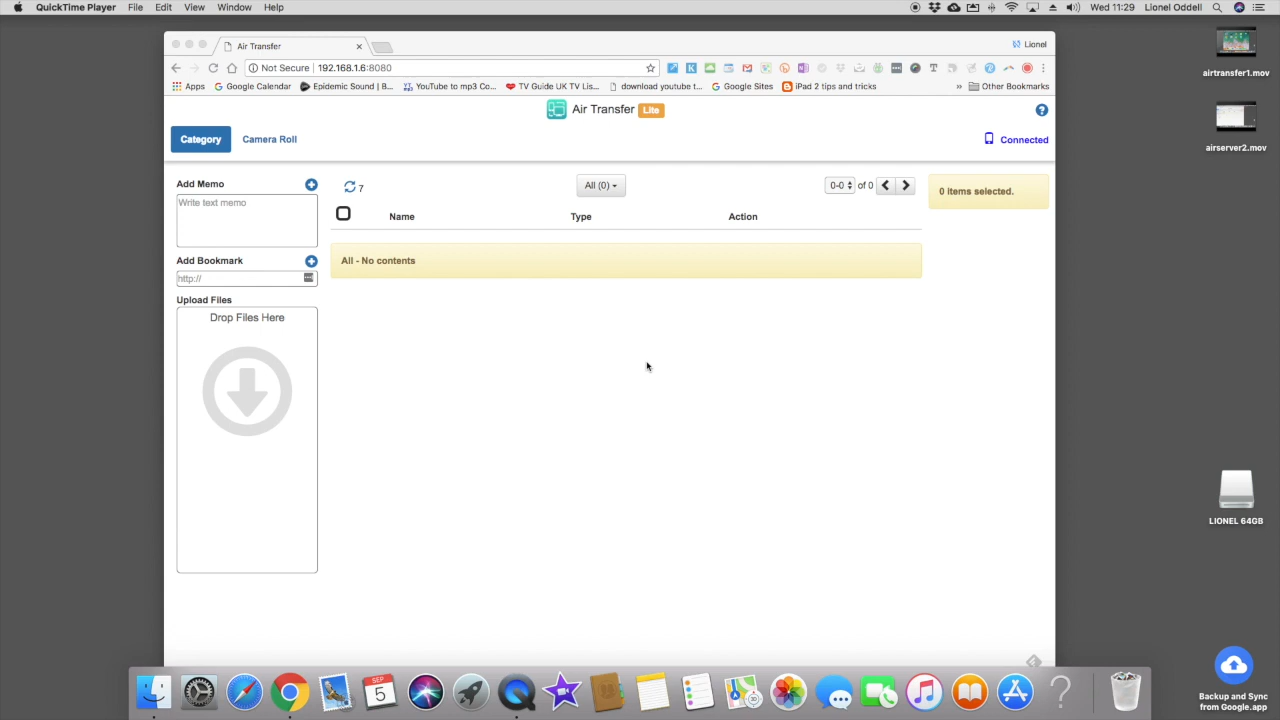 QuickTime Player File Edit View Window Help
Wed 11:29 Lionel Oddell
Air Transfer
Lionel
Not Secure 192.168.1.6:8080
Apps Google Calendar Epidemic Sound | B... YouTube to mp3 Co... TV Guide UK TV Lis... download youtube t... Google Sites iPad 2 tips and tricks » Other Bookmarks
Air Transfer Lite
Category Camera Roll
Connected
Add Memo
Write text memo
Add Bookmark
http://
Upload Files
Drop Files Here
7
All (0)
0-0 of 0
Name Type Action
All - No contents
0 items selected.
airtransfer1.mov
airserver2.mov
LIONEL 64GB
Backup and Sync
from Google.app
SEP
5